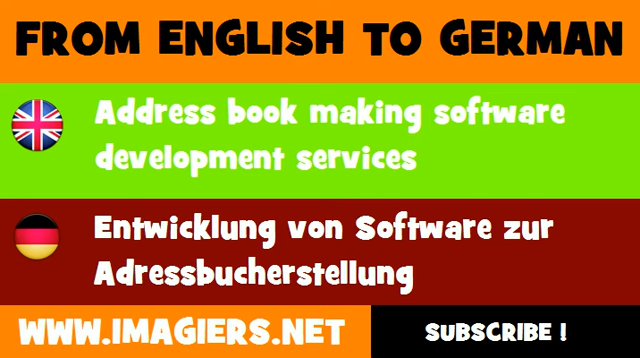 FROM ENGLISH TO GERMAN
Address book making software
development services
Entwicklung von Software zur
Adressbucherstellung
WWW.IMAGIERS.NET
SUBSCRIBE !